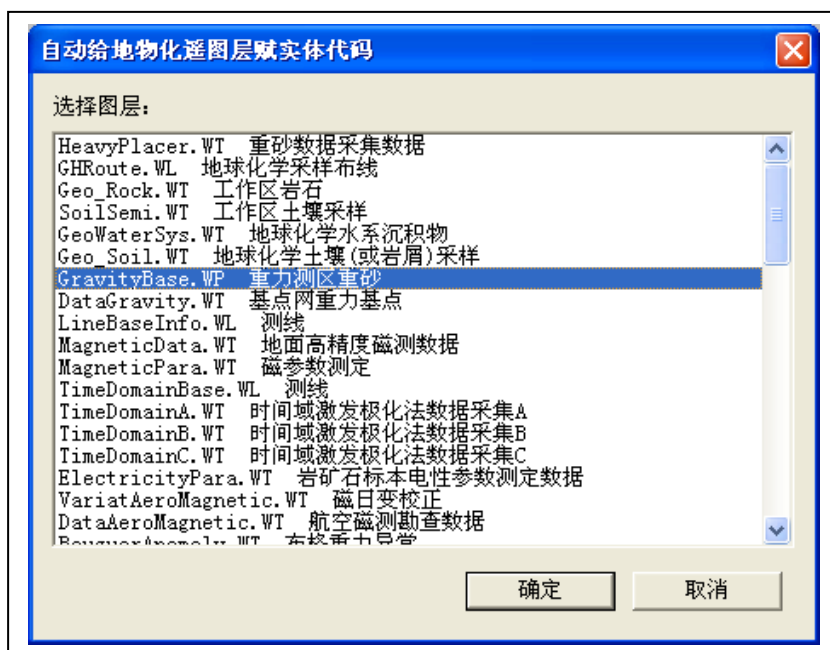 自动给地物化遥图层赋实体代码
选择图层:
HeavyPlacer.WT 重砂数据采集数据
GHRoute.WL 地球化学采样布线
Geo_Rock.WT 工作区岩石
SoilSemi.WT 工作区土壤采样
GeoWaterSys.WT 地球化学水系沉积物
Geo_Soil.WT 地球化学土壤(或岩屑)采样
GravityBase.WP 重力测区重砂
DataGravity.WT 基点网重力基点
LineBaseInfo.WL 测线
MagneticData.WT 地面高精度磁测数据
MagneticPara.WT 磁参数测定
TimeDomainBase.WL 测线
TimeDomainA.WT 时间域激发极化法数据采集A
TimeDomainB.WT 时间域激发极化法数据采集B
TimeDomainC.WT 时间域激发极化法数据采集C
ElectricityPara.WT 岩矿石标本电性参数测定数据
VariatAeroMagnetic.WT 磁日变校正
DataAeroMagnetic.WT 航空磁测勘查数据
BouguerAnomaly.WT 布格重力异常
确定 取消